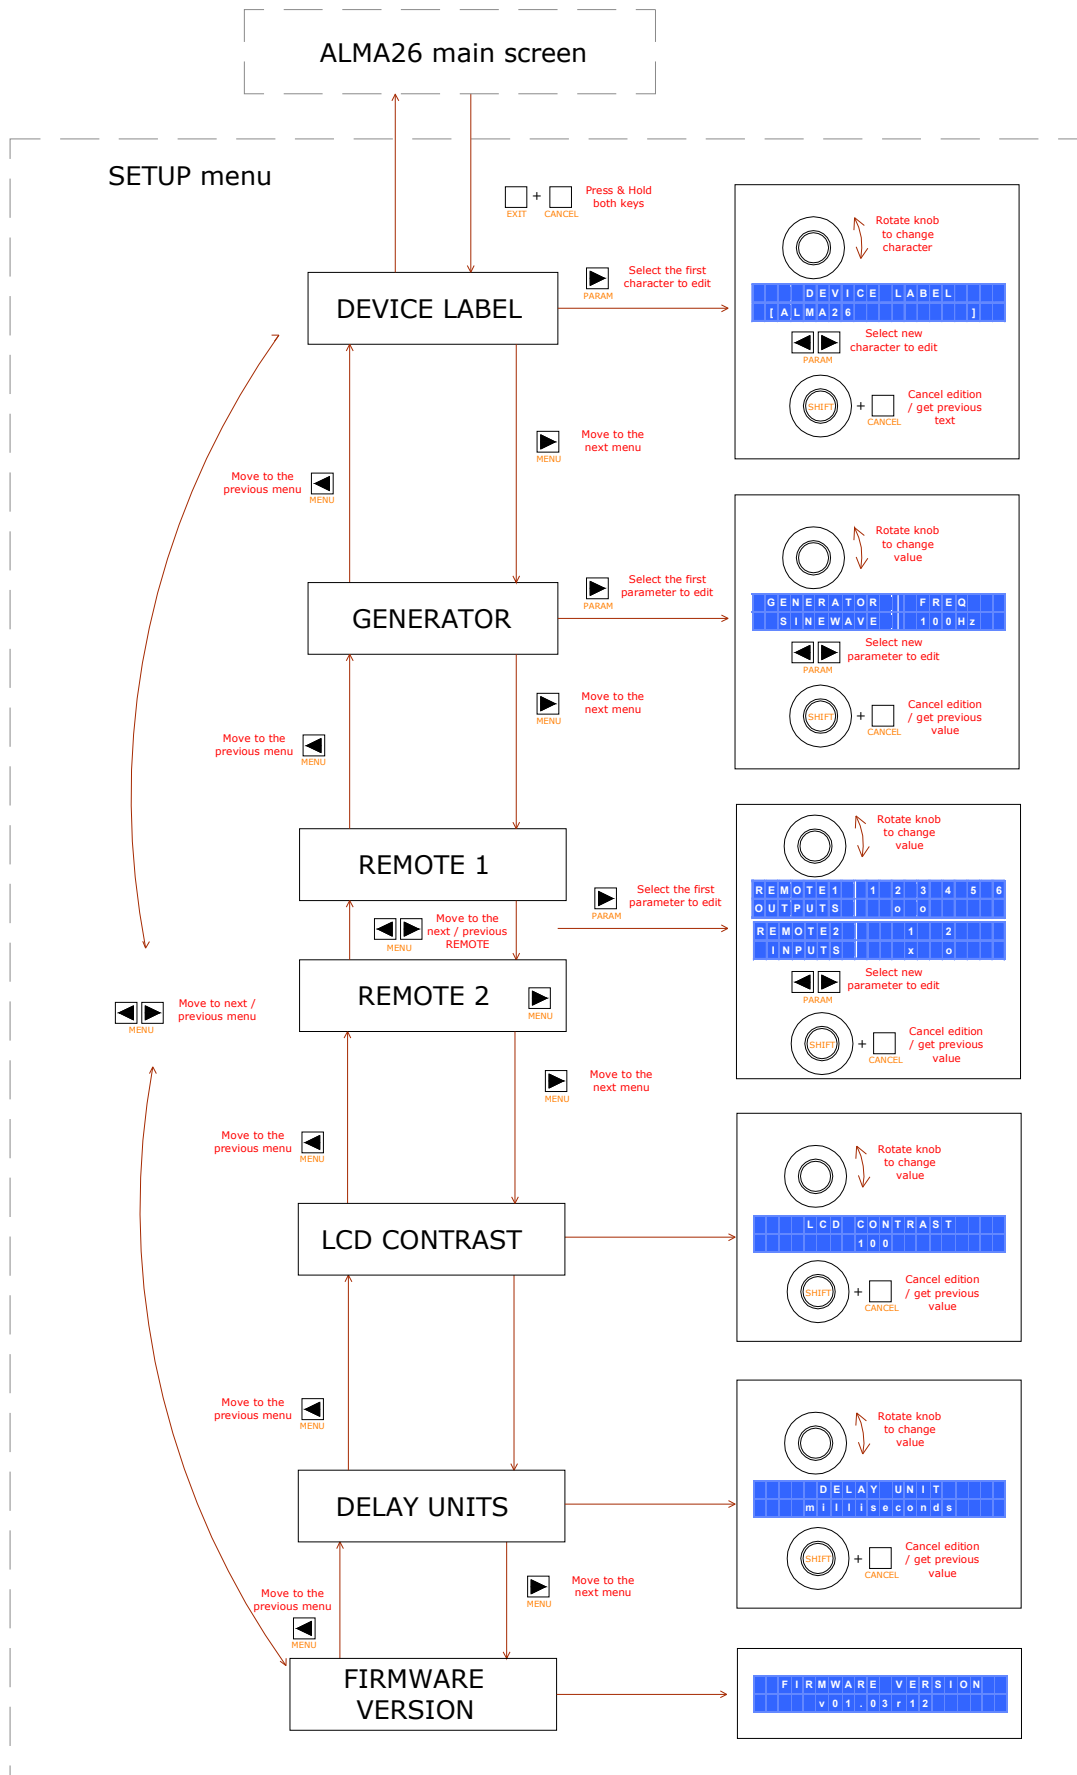 ALMA26 main screen
SETUP menu
EXIT
+
CANCEL
Press & Hold
both keys
DEVICE LABEL
PARAM
Select the first
character to edit
Rotate knob
to change
character
DEVICE LABEL
[ALMA26 ]
PARAM
Select new
character to edit
SHIFT
+
CANCEL
Cancel edition
/ get previous
text
MENU
Move to the
next menu
Move to the
previous menu
MENU
GENERATOR
PARAM
Select the first
parameter to edit
Rotate knob
to change
value
GENERATOR FREQ
SINEWAVE 100Hz
PARAM
Select new
parameter to edit
SHIFT
+
CANCEL
Cancel edition
/ get previous
value
MENU
Move to the
next menu
Move to the
previous menu
MENU
REMOTE 1
MENU
Move to the
next / previous
REMOTE
PARAM
Select the first
parameter to edit
Rotate knob
to change
value
REMOTE1 1 2 3 4 5 6
OUTPUTS o o
REMOTE2 1 2
INPUTS x o
PARAM
Select new
parameter to edit
SHIFT
+
CANCEL
Cancel edition
/ get previous
value
REMOTE 2
MENU
MENU
Move to next /
previous menu
MENU
Move to the
next menu
Move to the
previous menu
MENU
LCD CONTRAST
Rotate knob
to change
value
LCD CONTRAST
100
SHIFT
+
CANCEL
Cancel edition
/ get previous
value
Move to the
previous menu
MENU
DELAY UNITS
Rotate knob
to change
value
DELAY UNIT
milliseconds
SHIFT
+
CANCEL
Cancel edition
/ get previous
value
MENU
Move to the
next menu
Move to the
previous menu
MENU
FIRMWARE
VERSION
FIRMWARE VERSION
v01.03r12